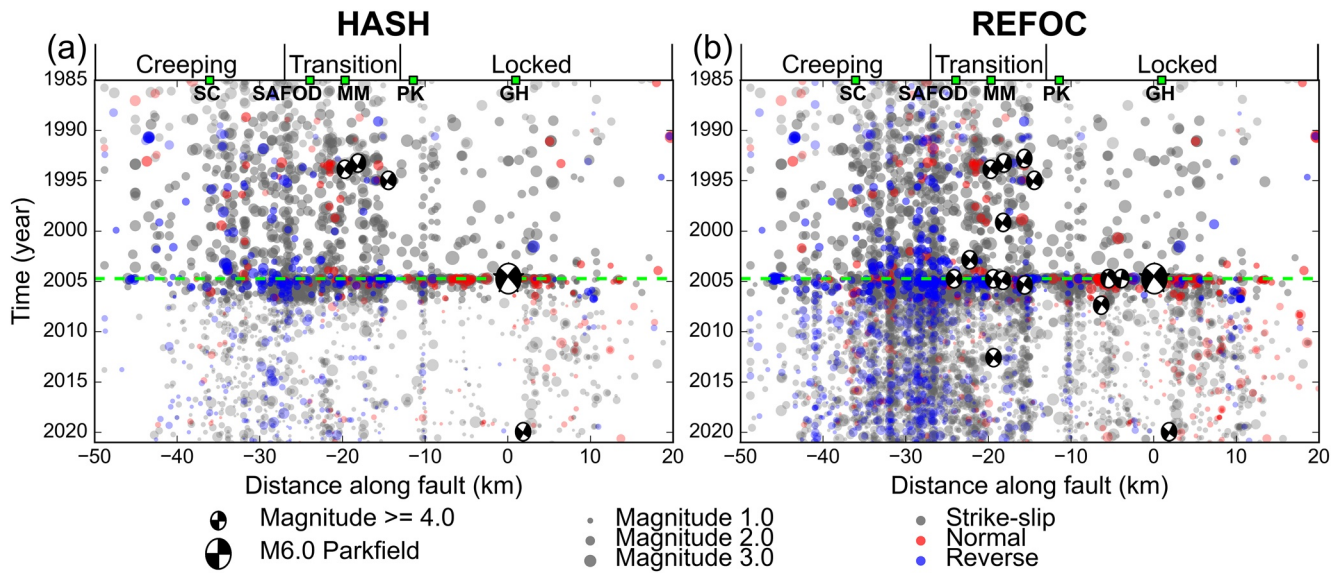 HASH
REFOC
(a)
Creeping
Transition
Locked
(b)
Creeping
Transition
Locked
1985
SC
SAFOD
MM
PK
GH
1985
SC
SAFOD
MM
PK
GH
1990
1990
1995
1995
2000
2000
2005
2005
2010
2010
2015
2015
2020
2020
Time (year)
−50
−40
−30
−20
−10
0
10
20
−50
−40
−30
−20
−10
0
10
20
Distance along fault (km)
Distance along fault (km)
Magnitude >= 4.0
M6.0 Parkfield
Magnitude 1.0
Magnitude 2.0
Magnitude 3.0
Strike-slip
Normal
Reverse